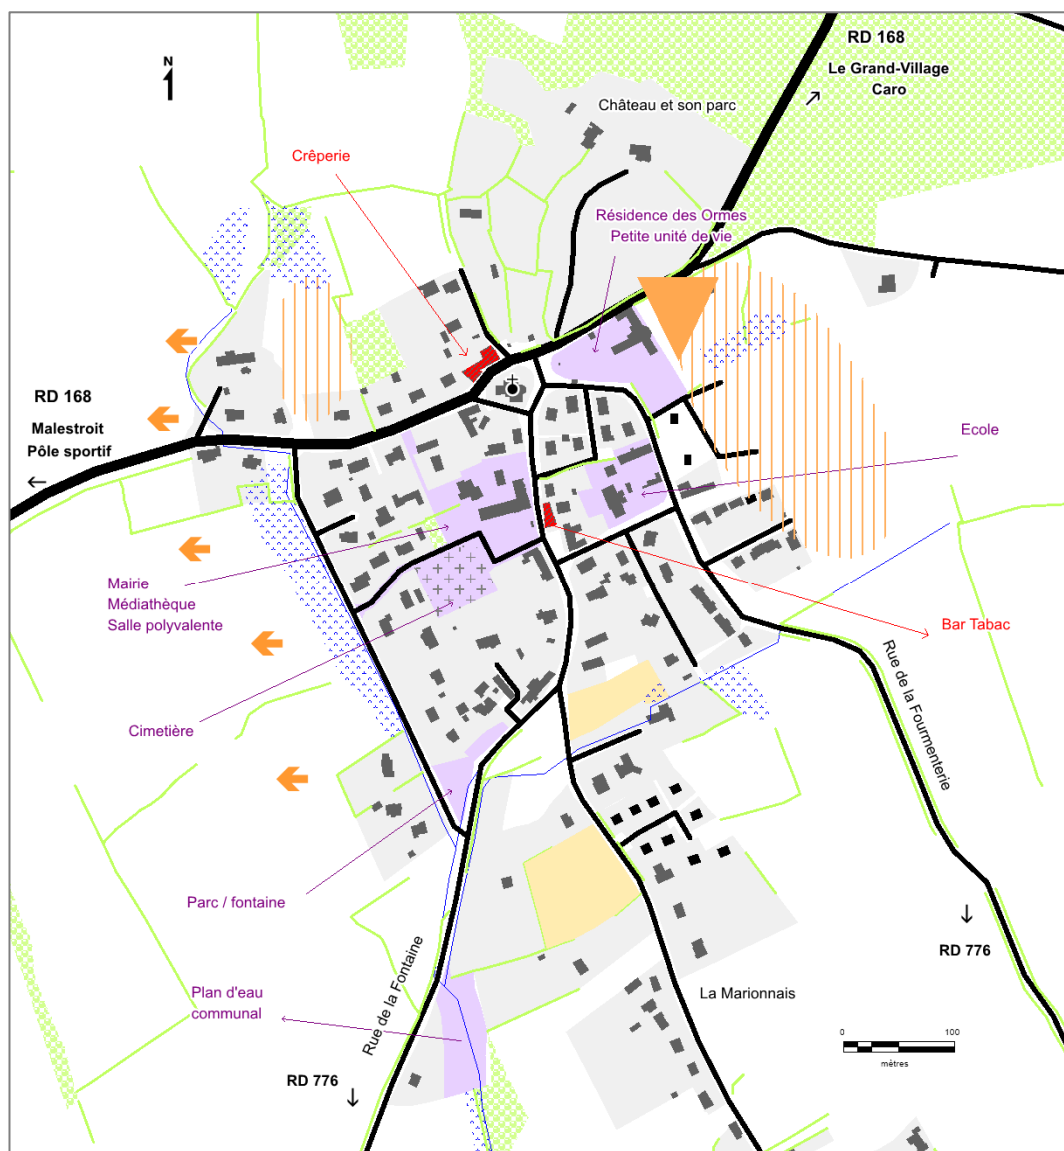 RD 168
Le Grand-Village
Caro
N
Château et son parc
Crêperie
Résidence des Ormes
Petite unité de vie
RD 168
Malestroit
Pôle sportif
Ecole
Mairie
Médiathèque
Salle polyvalente
Bar Tabac
Rue de la Fourmenterie
Cimetière
Parc / fontaine
RD 776
Rue de la Fontaine
Plan d'eau
communal
La Marionnais
0 100
mètres
RD 776